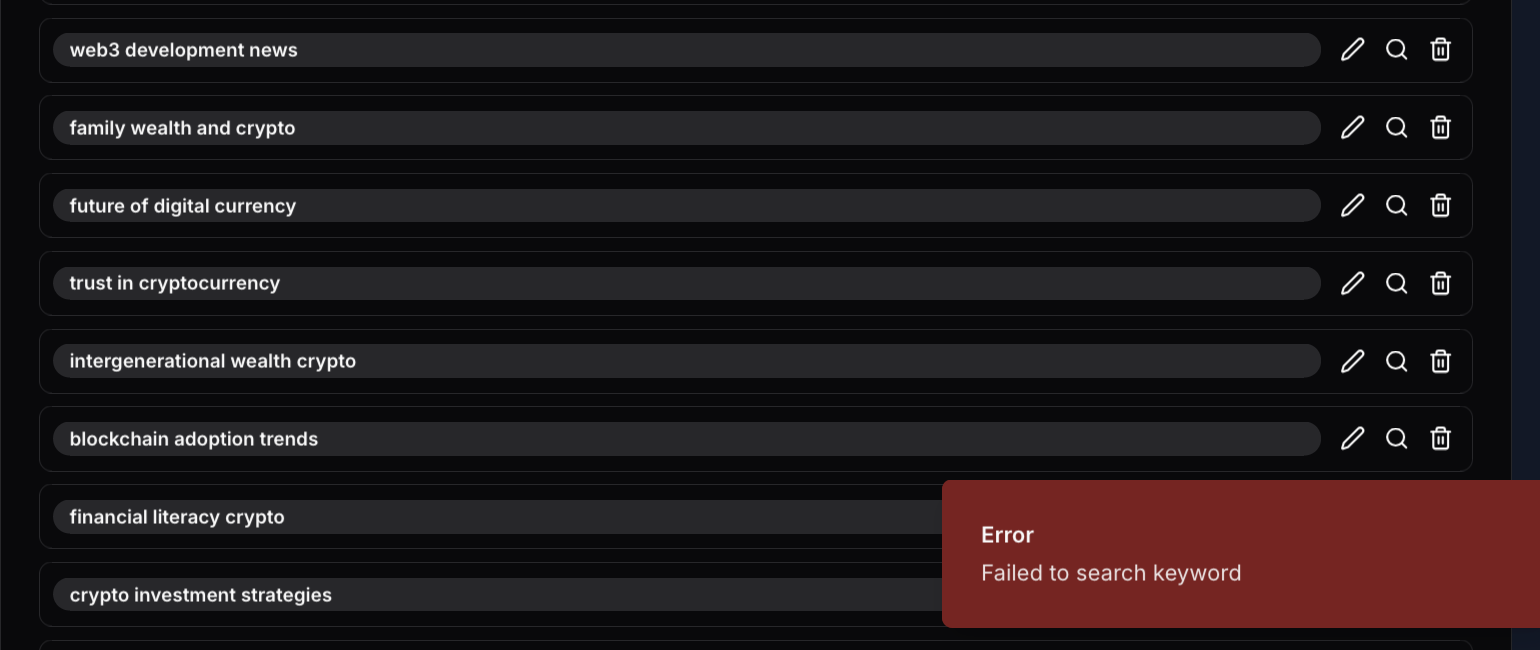 web3 development news
family wealth and crypto
future of digital currency
trust in cryptocurrency
intergenerational wealth crypto
blockchain adoption trends
financial literacy crypto
crypto investment strategies
Error
Failed to search keyword